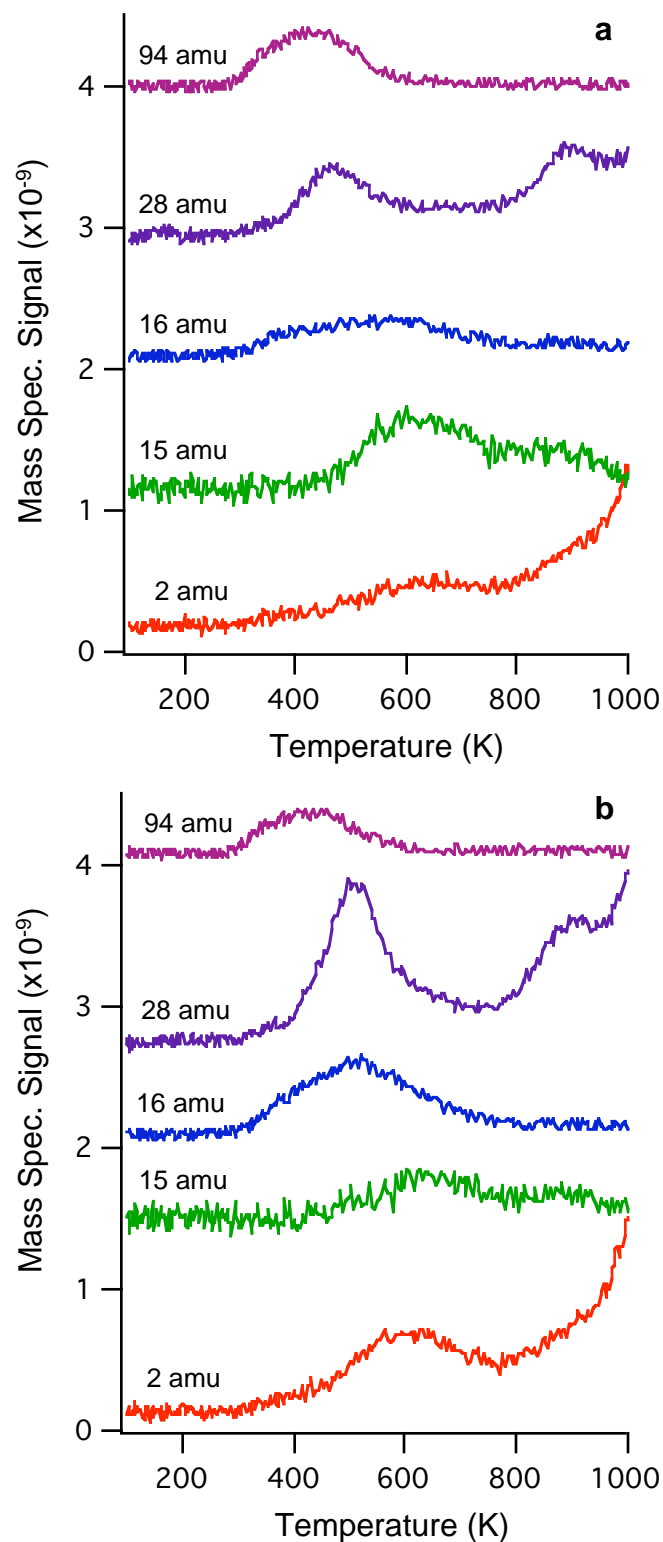 a
94 amu
4
28 amu
3
16 amu
2
15 amu
1
2 amu
0
Mass Spec. Signal (x10⁻⁹)
200 400 600 800 1000
Temperature (K)
b
94 amu
4
28 amu
3
16 amu
2
15 amu
1
2 amu
0
Mass Spec. Signal (x10⁻⁹)
200 400 600 800 1000
Temperature (K)